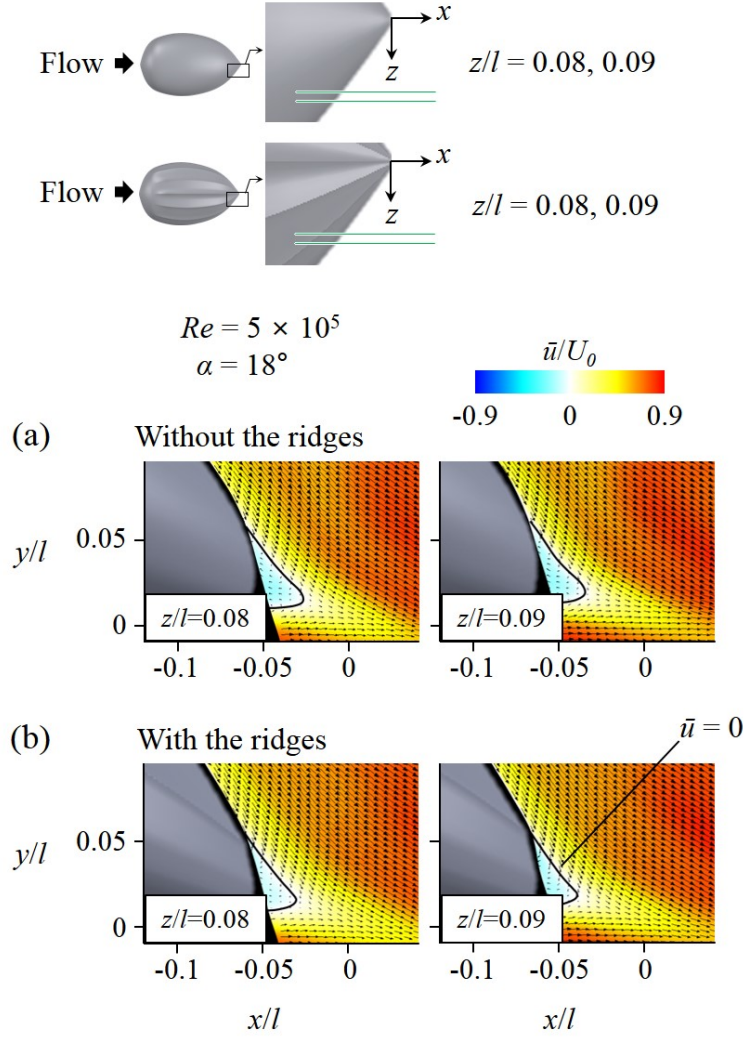 x
Flow
z
z/l = 0.08, 0.09
x
Flow
z
z/l = 0.08, 0.09
Re = 5 × 10⁵
α = 18°
ū/U₀
-0.9 0 0.9
(a) Without the ridges
y/l
0.05
0
z/l=0.08
z/l=0.09
-0.1 -0.05 0
-0.1 -0.05 0
(b) With the ridges
ū = 0
y/l
0.05
0
z/l=0.08
z/l=0.09
-0.1 -0.05 0
-0.1 -0.05 0
x/l
x/l